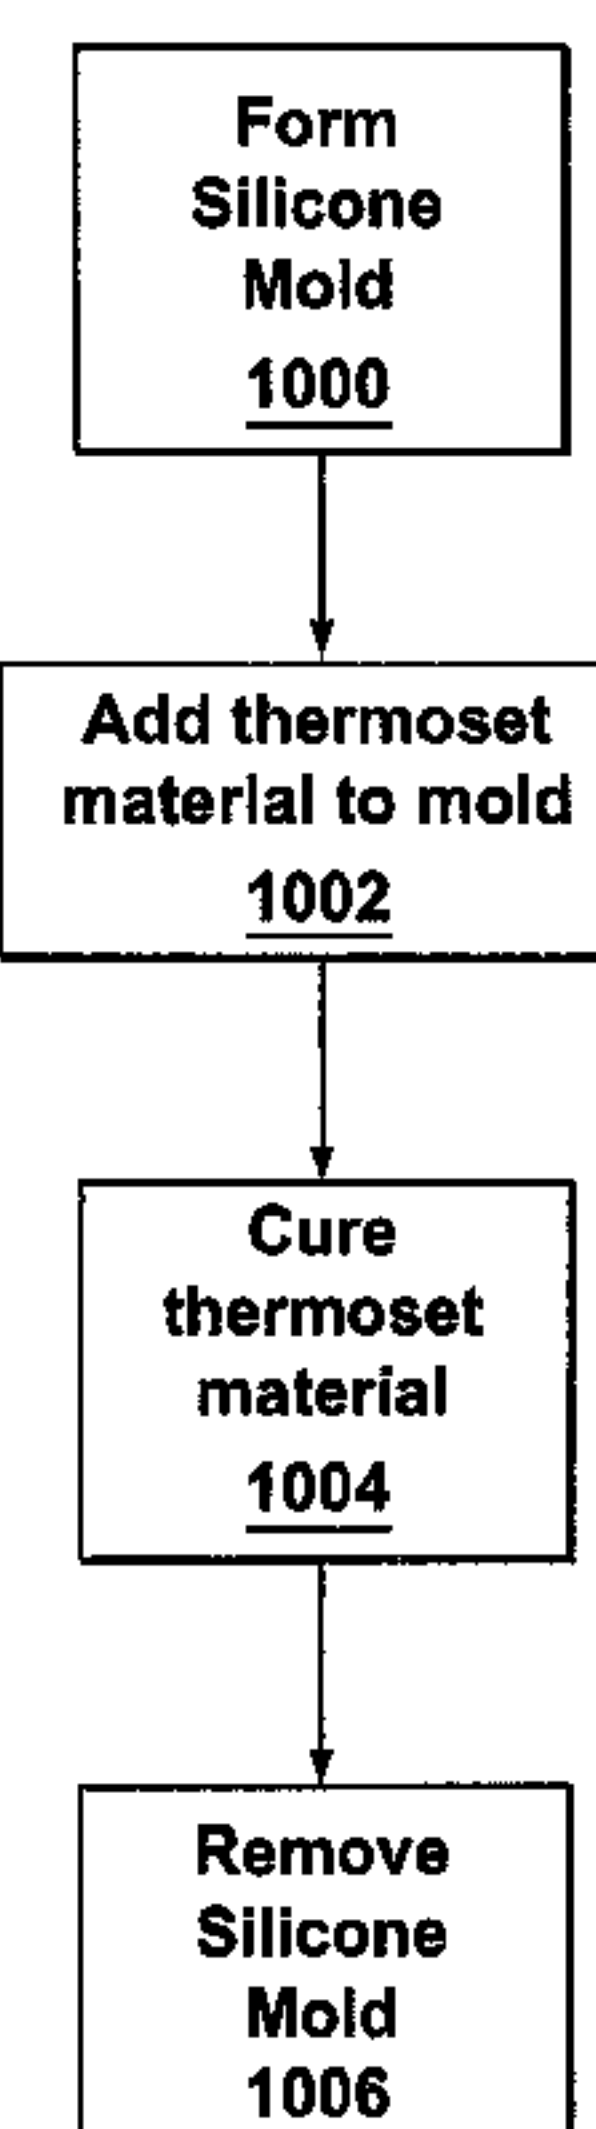 Form
Silicone
Mold
1000
Add thermoset
material to mold
1002
Cure
thermoset
material
1004
Remove
Silicone
Mold
1006